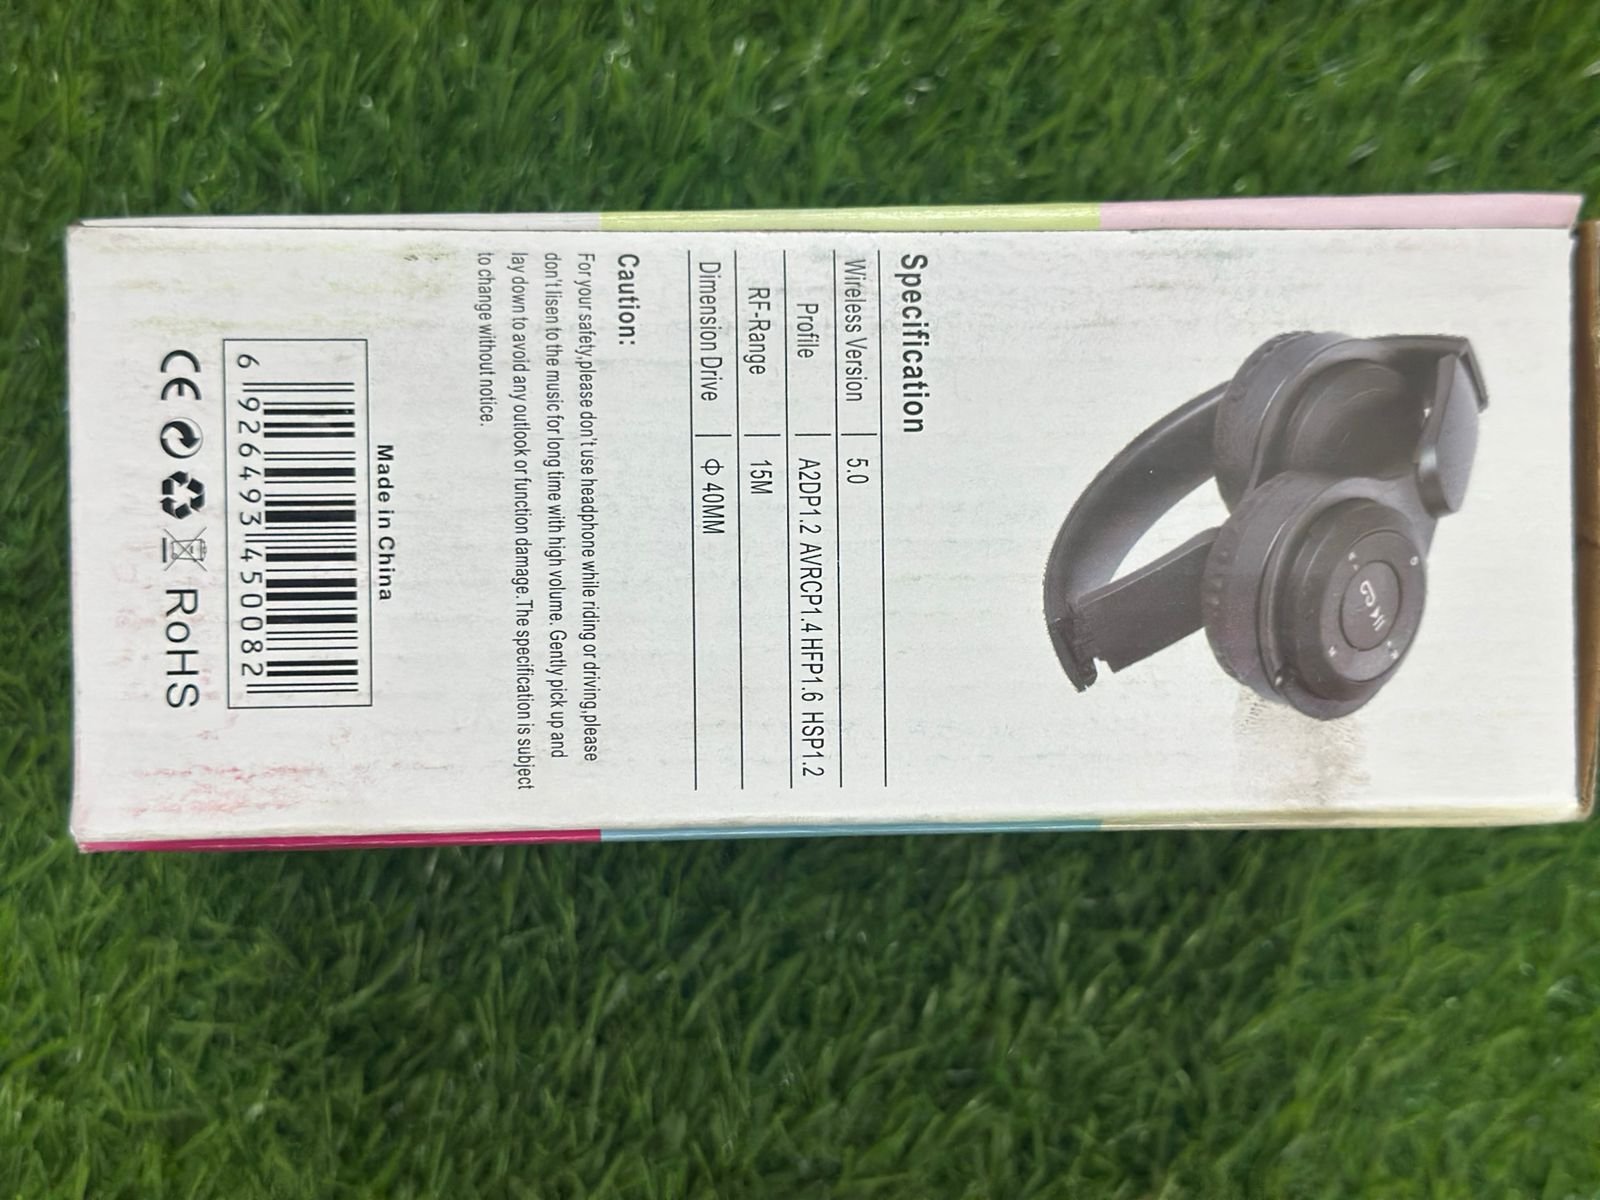 Specification
Wireless Version 5.0
Profile A2DP1.2 AVRCP1.4 HFP1.6 HSP1.2
RF-Range 15M
Dimension Drive Φ 40MM
Caution:
For your safety,please don't use headphone while riding or driving,please
don't lisen to the music for long time with high volume. Gently pick up and
lay down to avoid any outlook or function damage.The specification is subject
to change without notice.
Made in China
6 926493 450082
CE RoHS